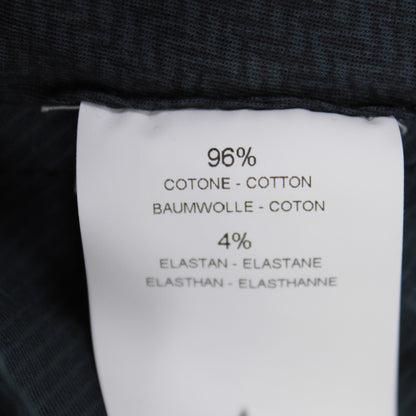 96%
COTONE - COTTON
BAUMWOLLE - COTON
4%
ELASTAN - ELASTANE
ELASTHAN - ELASTHANNE